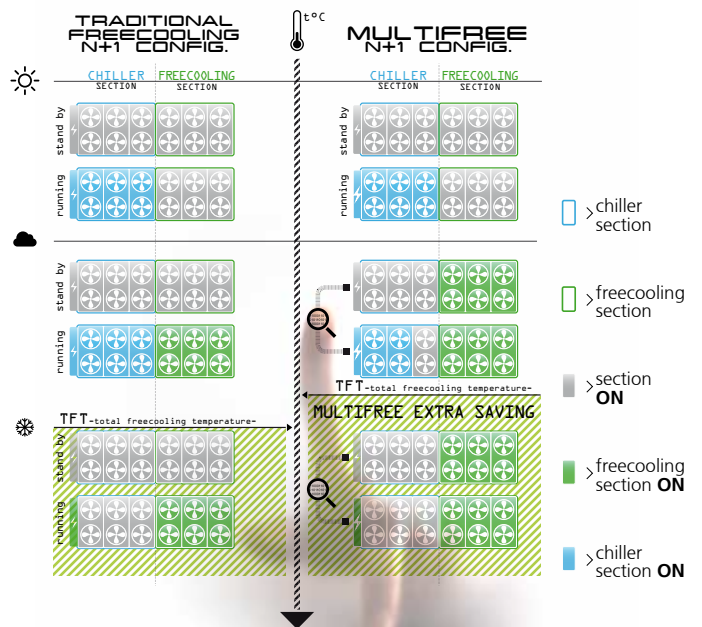 TRADITIONAL
FREECOOLING
N+1 CONFIG.
t°C
MULTIFREE
N+1 CONFIG.
CHILLER
SECTION
FREECOOLING
SECTION
CHILLER
SECTION
FREECOOLING
SECTION
stand by
running
stand by
running
stand by
running
stand by
running
TFT-total freecooling temperature-
MULTIFREE EXTRA SAVING
TFT-total freecooling temperature-
stand by
running
> chiller
section
> freecooling
section
> section
ON
> freecooling
section ON
> chiller
section ON